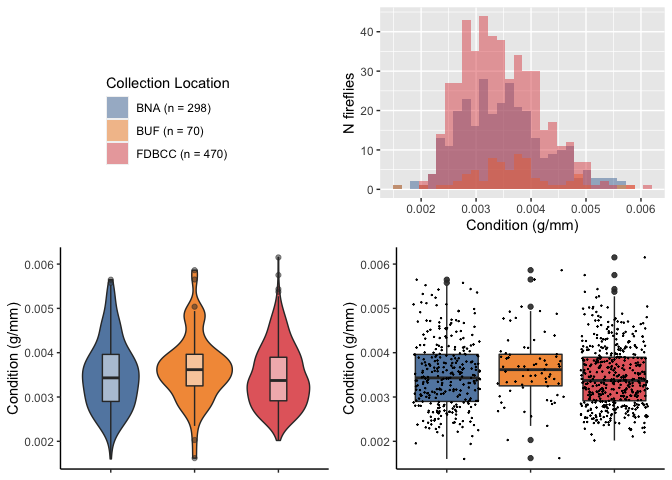 Collection Location
BNA (n = 298)
BUF (n = 70)
FDBCC (n = 470)
N fireflies
40
30
20
10
0
0.002 0.003 0.004 0.005 0.006
Condition (g/mm)
Condition (g/mm)
0.006
0.005
0.004
0.003
0.002
Condition (g/mm)
0.006
0.005
0.004
0.003
0.002